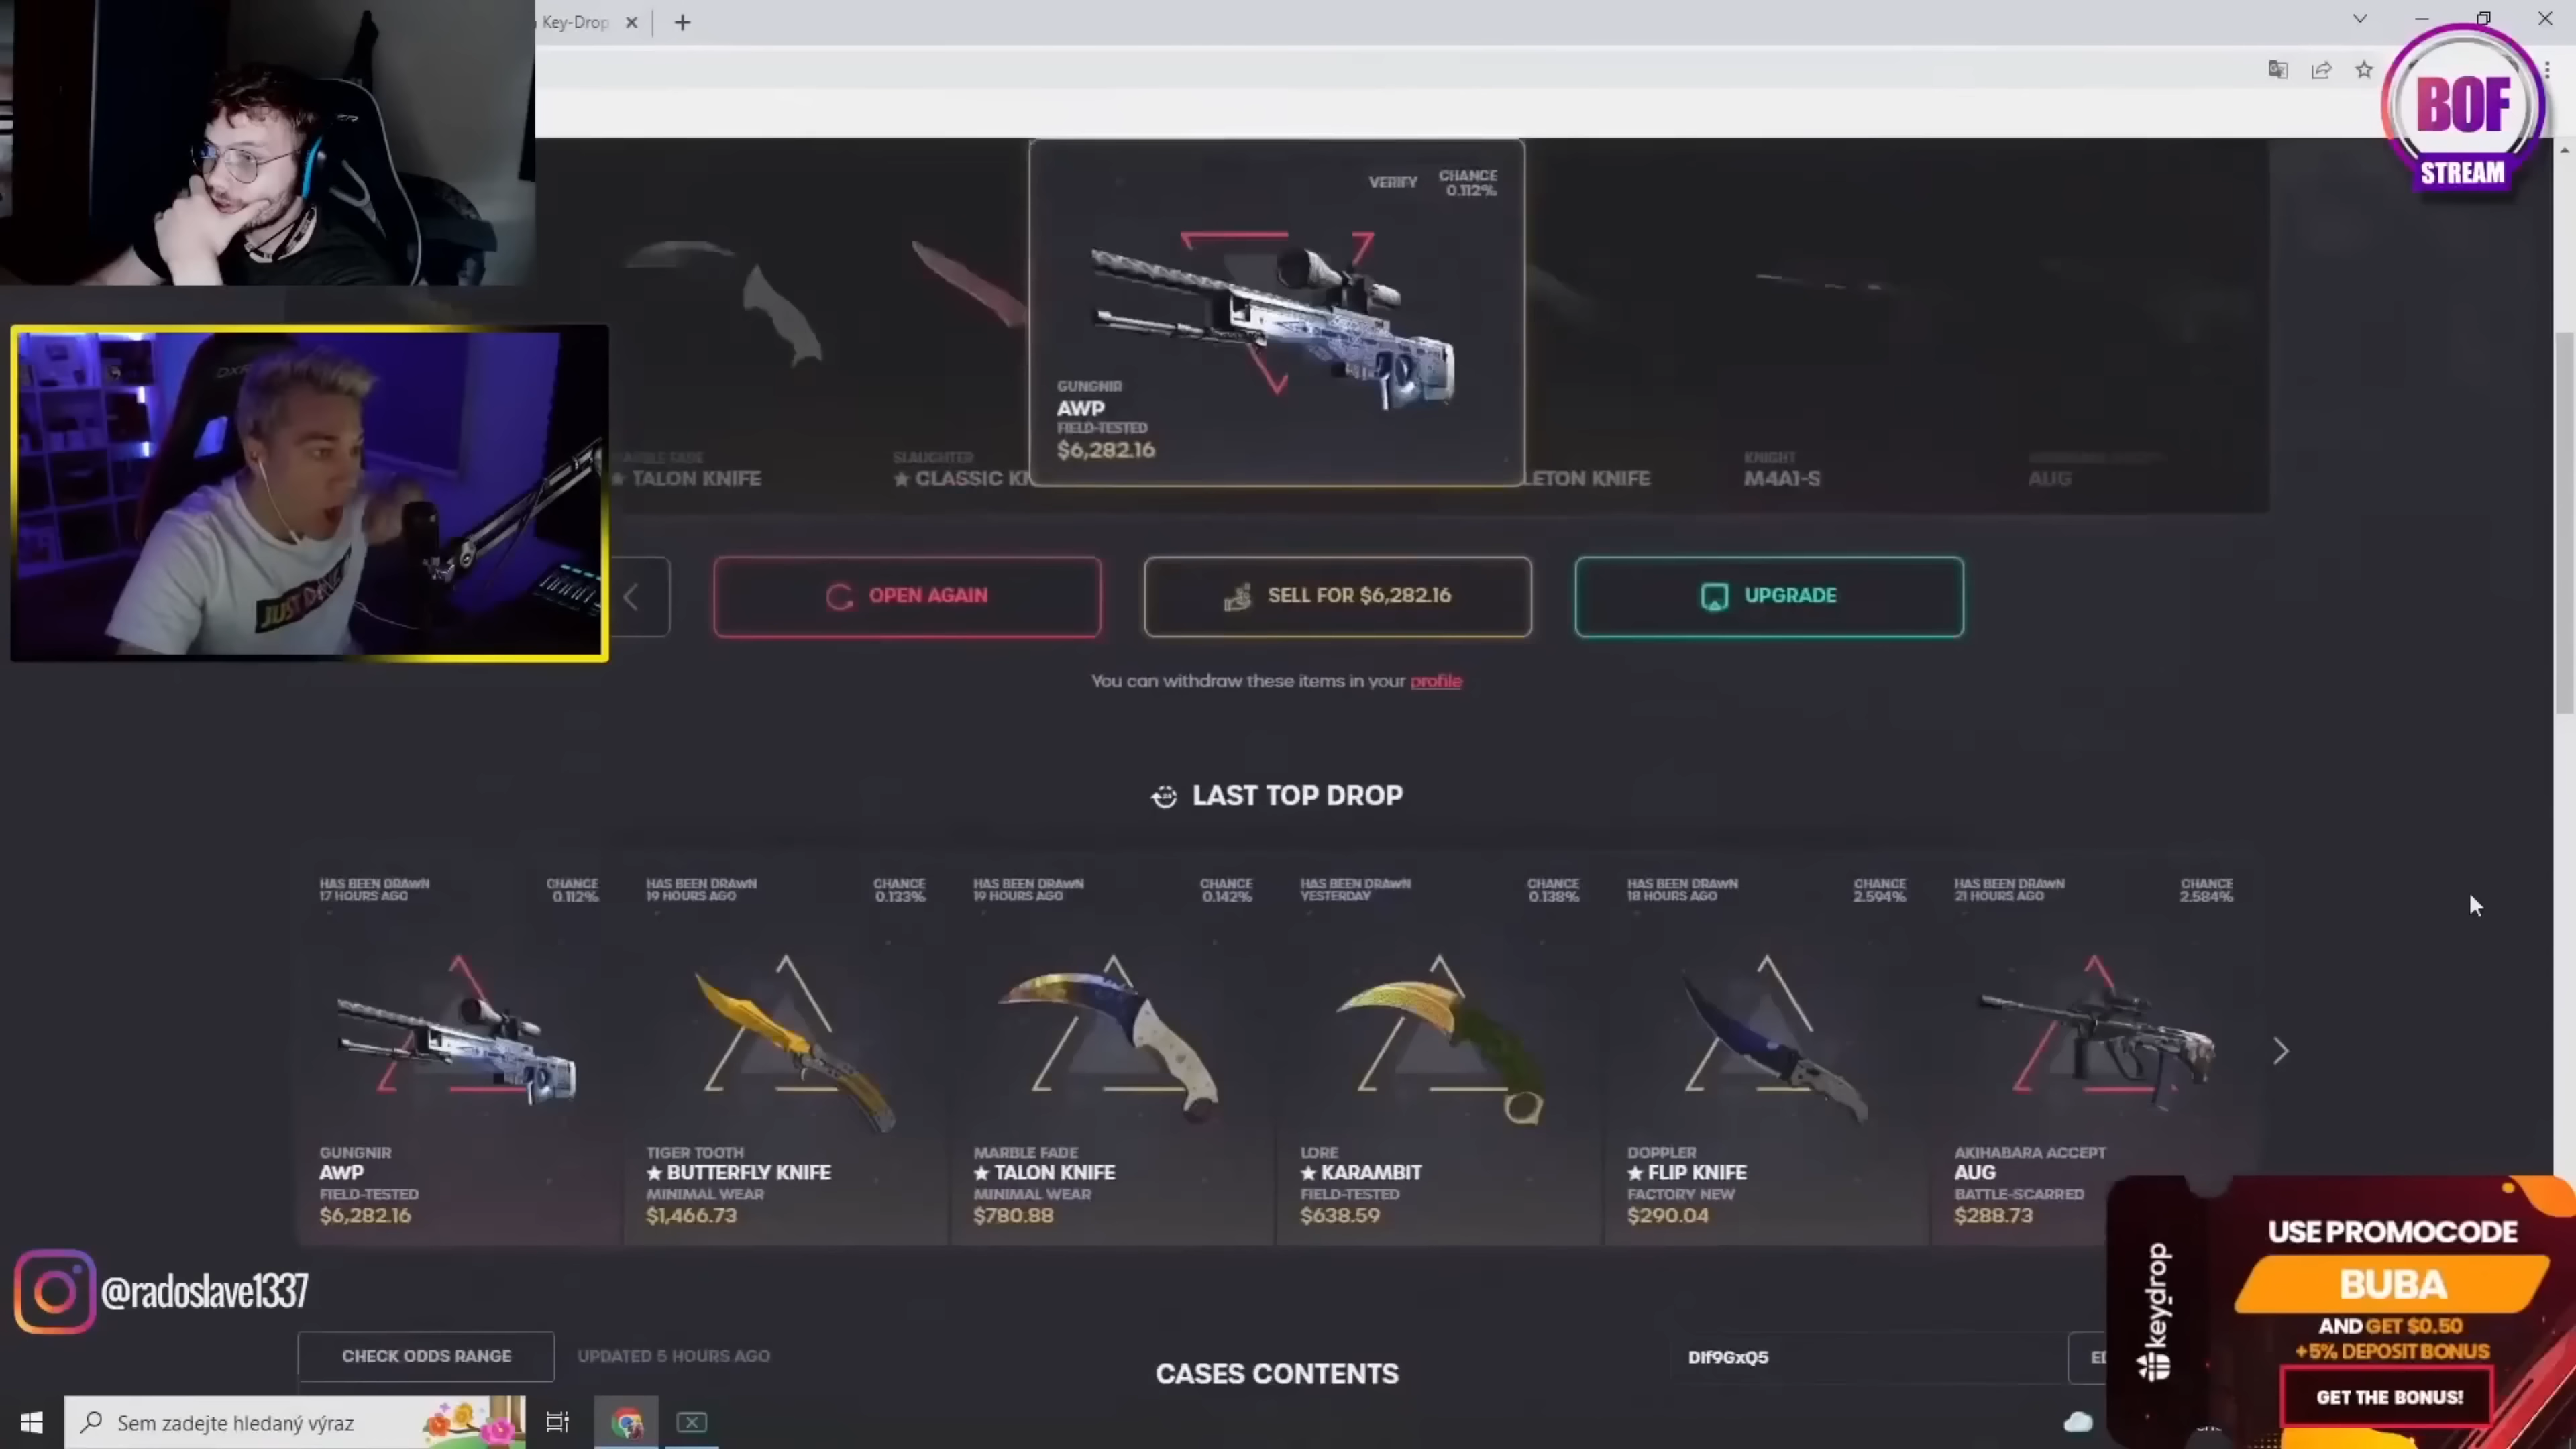 Key-Drop
BOF
STREAM
VERIFY
CHANCE
0.112%
GUNGNIR
AWP
FIELD-TESTED
$6,282.16
★ TALON KNIFE
SLAUGHTER
★ CLASSIC
LETON KNIFE
KNIGHT
M4A1-S
AUG
OPEN AGAIN
SELL FOR $6,282.16
UPGRADE
You can withdraw these items in your profile
LAST TOP DROP
HAS BEEN DRAWN
17 HOURS AGO
CHANCE
0.112%
GUNGNIR
AWP
FIELD-TESTED
$6,282.16
HAS BEEN DRAWN
19 HOURS AGO
CHANCE
0.133%
TIGER TOOTH
★ BUTTERFLY KNIFE
MINIMAL WEAR
$1,466.73
HAS BEEN DRAWN
19 HOURS AGO
CHANCE
0.142%
MARBLE FADE
★ TALON KNIFE
MINIMAL WEAR
$780.88
HAS BEEN DRAWN
YESTERDAY
CHANCE
0.138%
LORE
★ KARAMBIT
FIELD-TESTED
$638.59
HAS BEEN DRAWN
18 HOURS AGO
CHANCE
2.594%
DOPPLER
★ FLIP KNIFE
FACTORY NEW
$290.04
HAS BEEN DRAWN
21 HOURS AGO
CHANCE
2.584%
AKIHABARA ACCEPT
AUG
BATTLE-SCARRED
$288.73
@radoslave1337
CHECK ODDS RANGE
UPDATED 5 HOURS AGO
CASES CONTENTS
keydrop
USE PROMOCODE
BUBA
AND GET $0.50
+5% DEPOSIT BONUS
GET THE BONUS!
Sem zadejte hledaný výraz